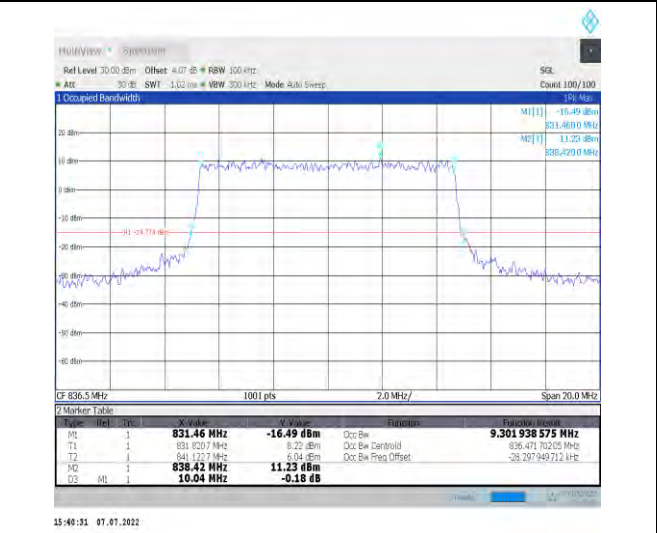 MultiView Spectrum
Ref Level 30.00 dBm Offset 4.07 dB RBW 100 kHz SGL
Att 30 dB SWT 1.02 ms VBW 300 kHz Mode Auto Sweep Count 100/100
1 Occupied Bandwidth 1Pk Max
M1[1] -16.49 dBm
831.4600 MHz
M2[1] 11.23 dBm
838.4200 MHz
20 dBm
10 dBm
0 dBm
-10 dBm
H1 -14.774 dBm
-20 dBm
-30 dBm
-40 dBm
-50 dBm
-60 dBm
CF 836.5 MHz 1001 pts 2.0 MHz/ Span 20.0 MHz
2 Marker Table
Type Ref Trc X-Value Y-Value Function Function Result
M1 1 831.46 MHz -16.49 dBm Occ Bw 9.301 938 575 MHz
T1 1 831.8207 MHz 8.22 dBm Occ Bw Centroid 836.471 702 05 MHz
T2 1 841.1227 MHz 6.04 dBm Occ Bw Freq Offset -28.297 949 712 kHz
M2 1 838.42 MHz 11.23 dBm
D3 M1 1 10.04 MHz -0.18 dB
15:40:31 07.07.2022